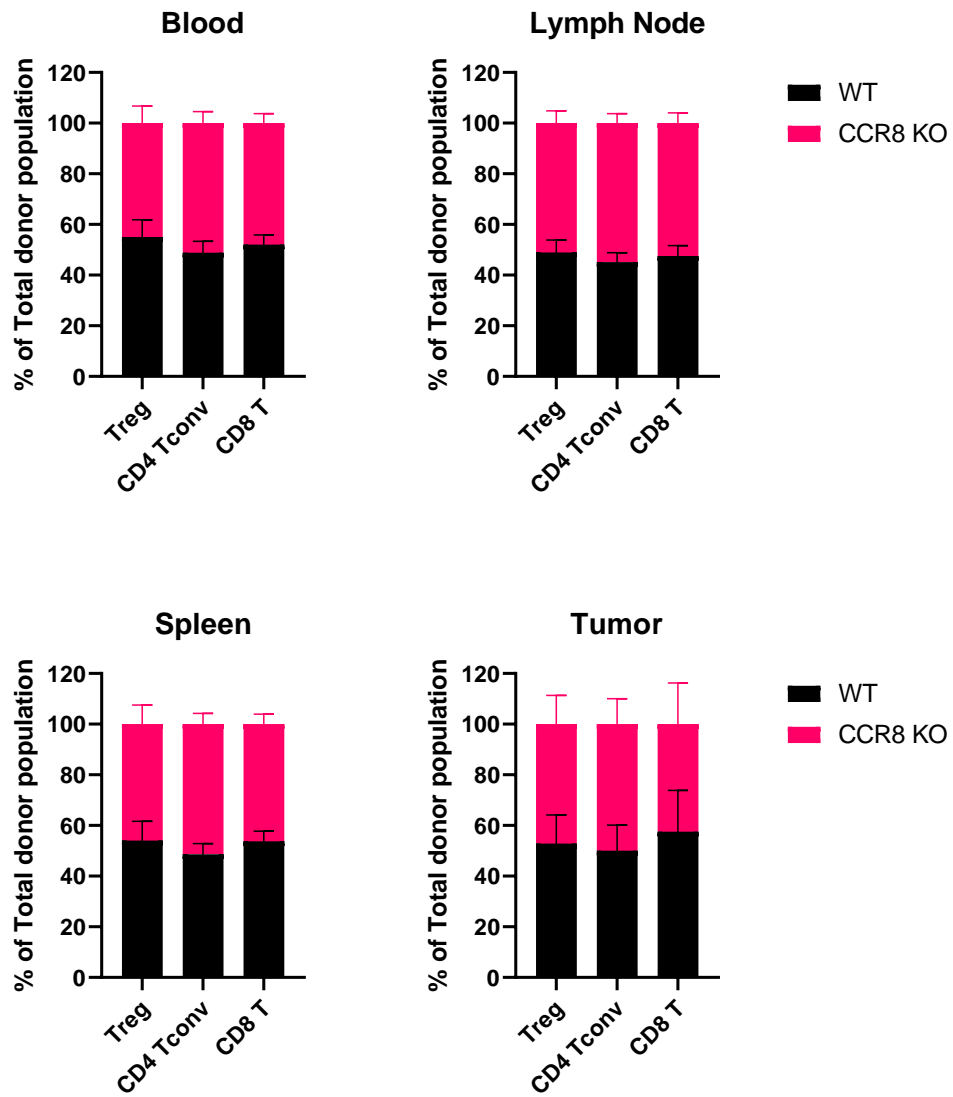 Blood
% of Total donor population
120
100
80
60
40
20
0
Treg
CD4 Tconv
CD8 T
Lymph Node
% of Total donor population
120
100
80
60
40
20
0
Treg
CD4 Tconv
CD8 T
WT
CCR8 KO
Spleen
% of Total donor population
120
100
80
60
40
20
0
Treg
CD4 Tconv
CD8 T
Tumor
% of Total donor population
120
100
80
60
40
20
0
Treg
CD4 Tconv
CD8 T
WT
CCR8 KO